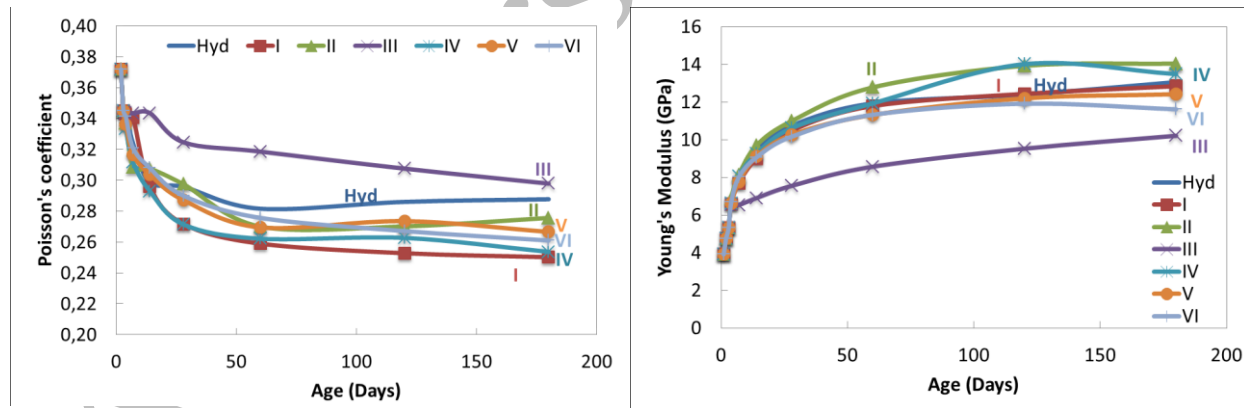 0,40
0,38
0,36
0,34
0,32
0,30
0,28
0,26
0,24
0,22
0,20
Poisson's coefficient
Hyd I II III IV V VI
III
Hyd
II
V
VI
IV
I
0 50 100 150 200
Age (Days)
16
14
12
10
8
6
4
2
0
Young's Modulus (GPa)
II
I
Hyd
IV
V
VI
III
Hyd
I
II
III
IV
V
VI
0 50 100 150 200
Age (Days)